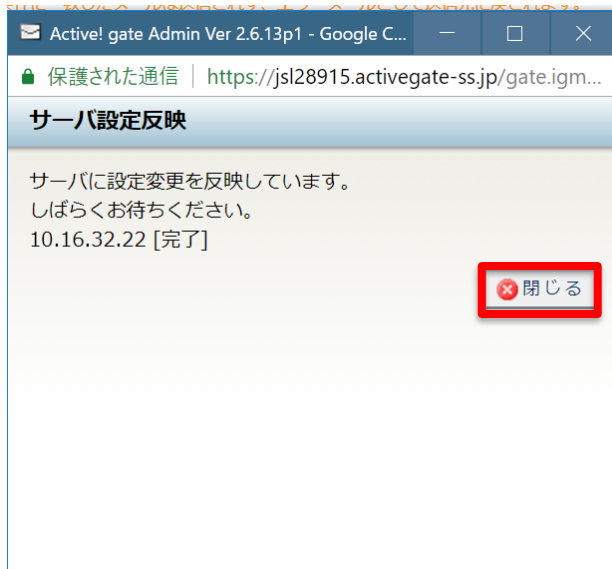 Active! gate Admin Ver 2.6.13p1 - Google C...
保護された通信 | https://jsl28915.activegate-ss.jp/gate.igm...
サーバ設定反映
サーバに設定変更を反映しています。
しばらくお待ちください。
10.16.32.22 [完了]
閉じる